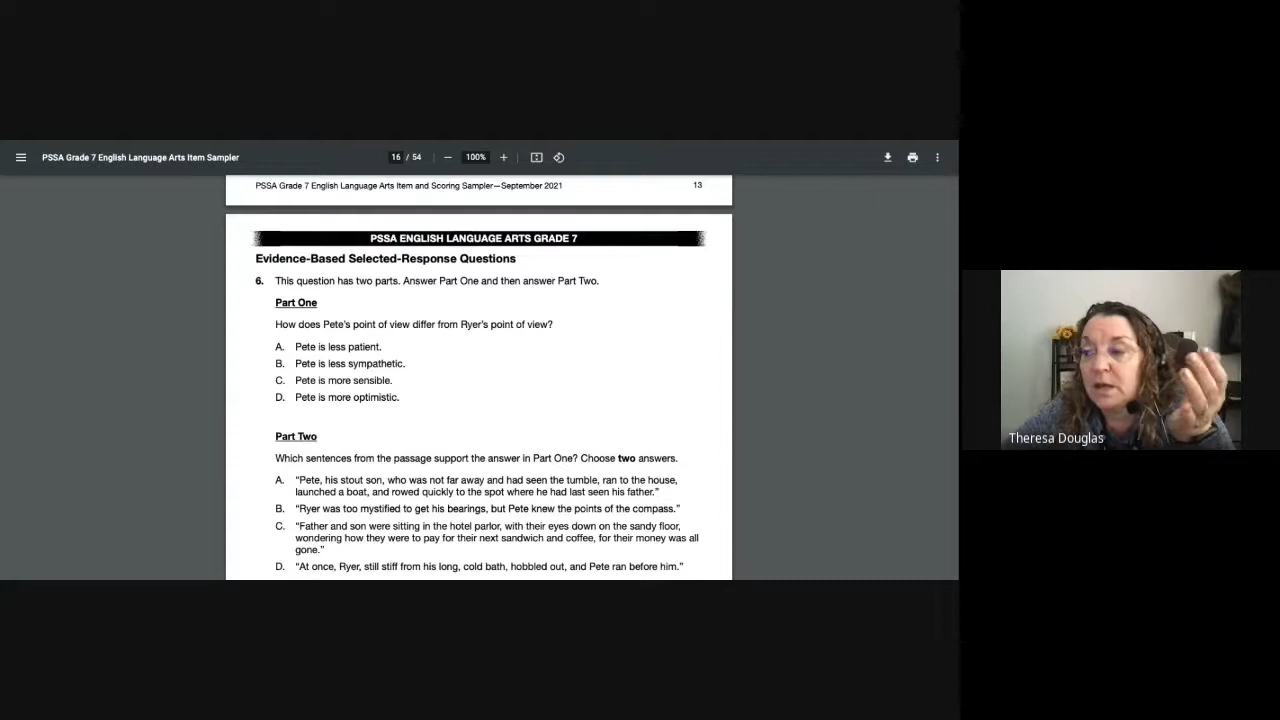 PSSA Grade 7 English Language Arts Item Sampler
16 / 54
100%
PSSA Grade 7 English Language Arts Item and Scoring Sampler—September 2021
13
PSSA ENGLISH LANGUAGE ARTS GRADE 7
Evidence-Based Selected-Response Questions
6. This question has two parts. Answer Part One and then answer Part Two.
Part One
How does Pete’s point of view differ from Ryer’s point of view?
A. Pete is less patient.
B. Pete is less sympathetic.
C. Pete is more sensible.
D. Pete is more optimistic.
Part Two
Which sentences from the passage support the answer in Part One? Choose two answers.
A. “Pete, his stout son, who was not far away and had seen the tumble, ran to the house,
launched a boat, and rowed quickly to the spot where he had last seen his father.”
B. “Ryer was too mystified to get his bearings, but Pete knew the points of the compass.”
C. “Father and son were sitting in the hotel parlor, with their eyes down on the sandy floor,
wondering how they were to pay for their next sandwich and coffee, for their money was all
gone.”
D. “At once, Ryer, still stiff from his long, cold bath, hobbled out, and Pete ran before him.”
Theresa Douglas